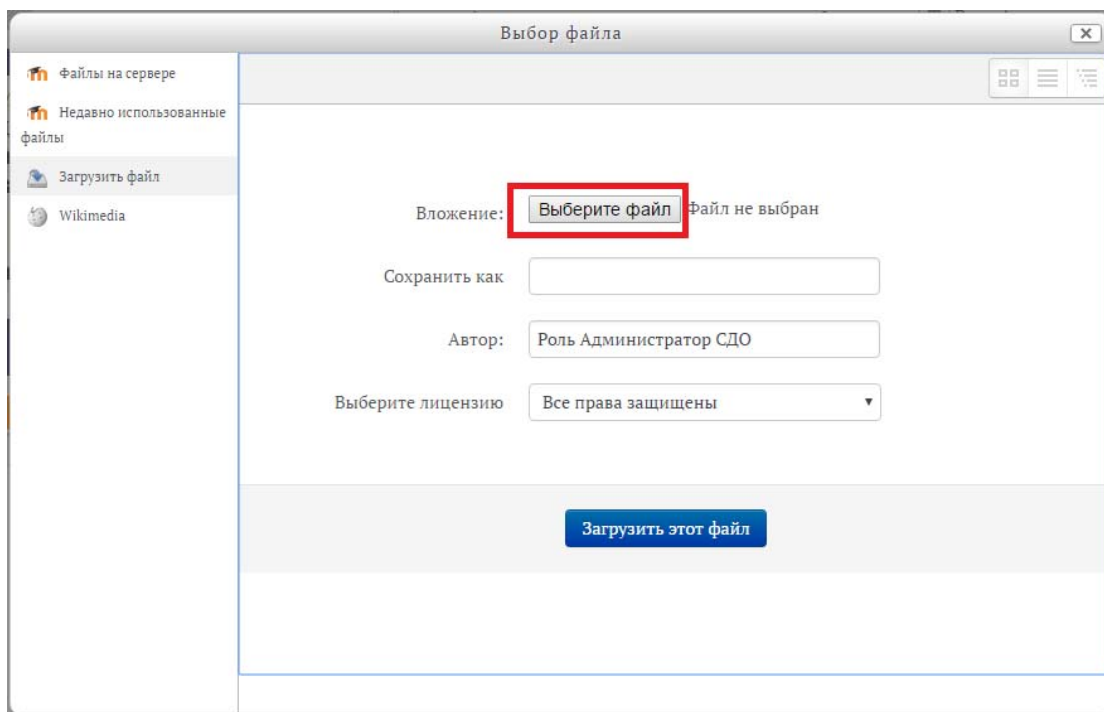 Выбор файла
Файлы на сервере
Недавно использованные
файлы
Загрузить файл
Wikimedia
Вложение: Выберите файл Файл не выбран
Сохранить как
Автор: Роль Администратор СДО
Выберите лицензию Все права защищены
Загрузить этот файл